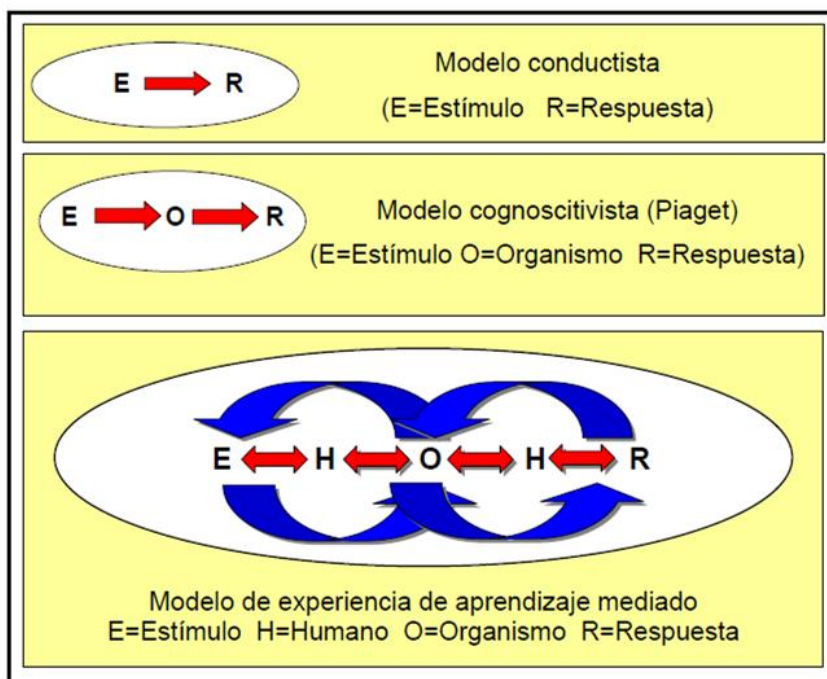 E R
Modelo conductista
(E=Estímulo R=Respuesta)
E O R
Modelo cognoscitivista (Piaget)
(E=Estímulo O=Organismo R=Respuesta)
E H O H R
Modelo de experiencia de aprendizaje mediado
E=Estímulo H=Humano O=Organismo R=Respuesta